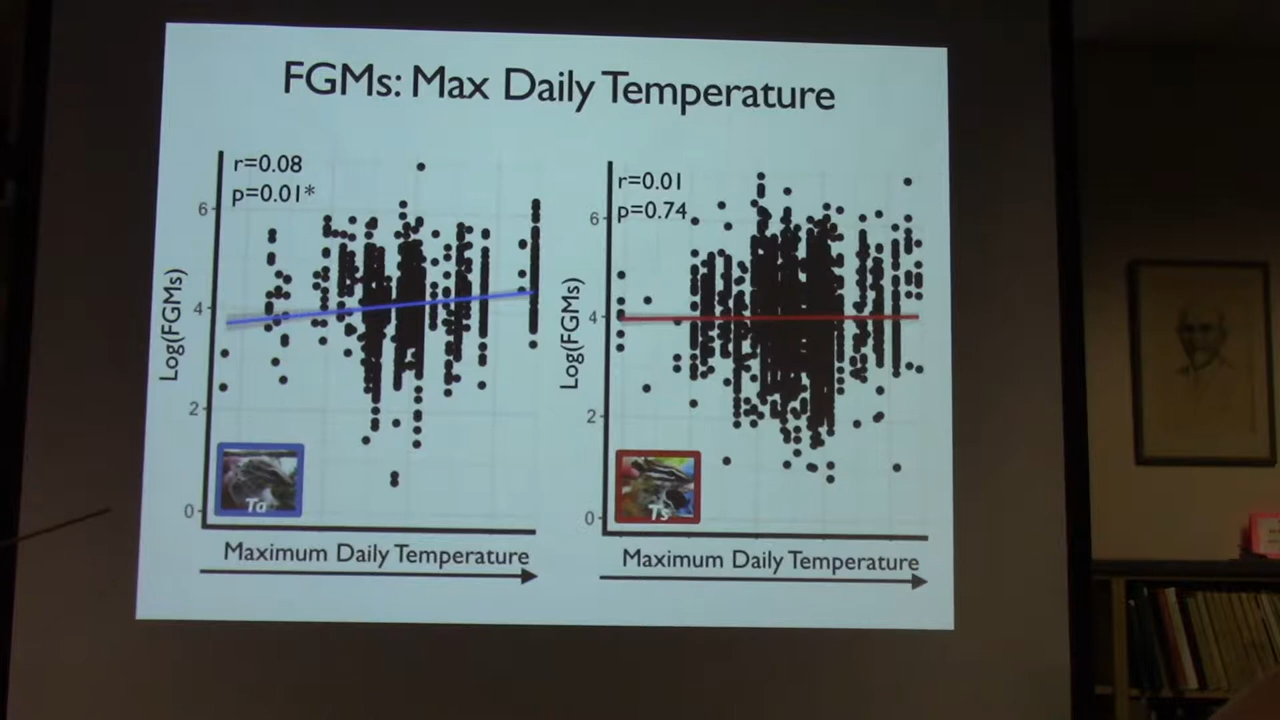 FGMs: Max Daily Temperature
r=0.08
p=0.01*
6
4
2
0
Log(FGMs)
Ta
Maximum Daily Temperature
r=0.01
p=0.74
6
4
2
0
Log(FGMs)
Ts
Maximum Daily Temperature